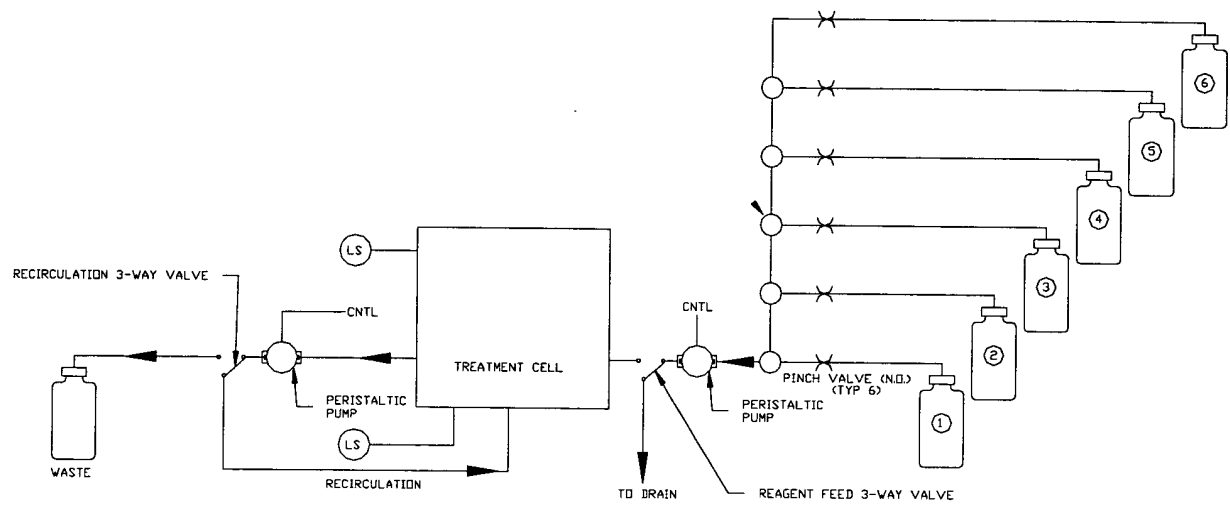 6
5
4
LS
3
RECIRCULATION 3-WAY VALVE
CNTL
CNTL
2
TREATMENT CELL
PINCH VALVE (N.O.)
(TYP 6)
PERISTALTIC
PUMP
PERISTALTIC
PUMP
1
LS
WASTE
RECIRCULATION
TO DRAIN
REAGENT FEED 3-WAY VALVE